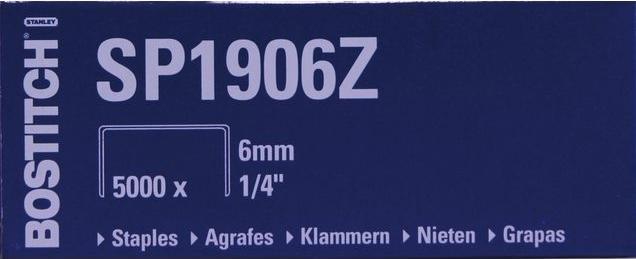 STANLEY
BOSTITCH
SP1906Z
6mm
5000 x 1/4"
Staples Agrafes Klammern Nieten Grapas